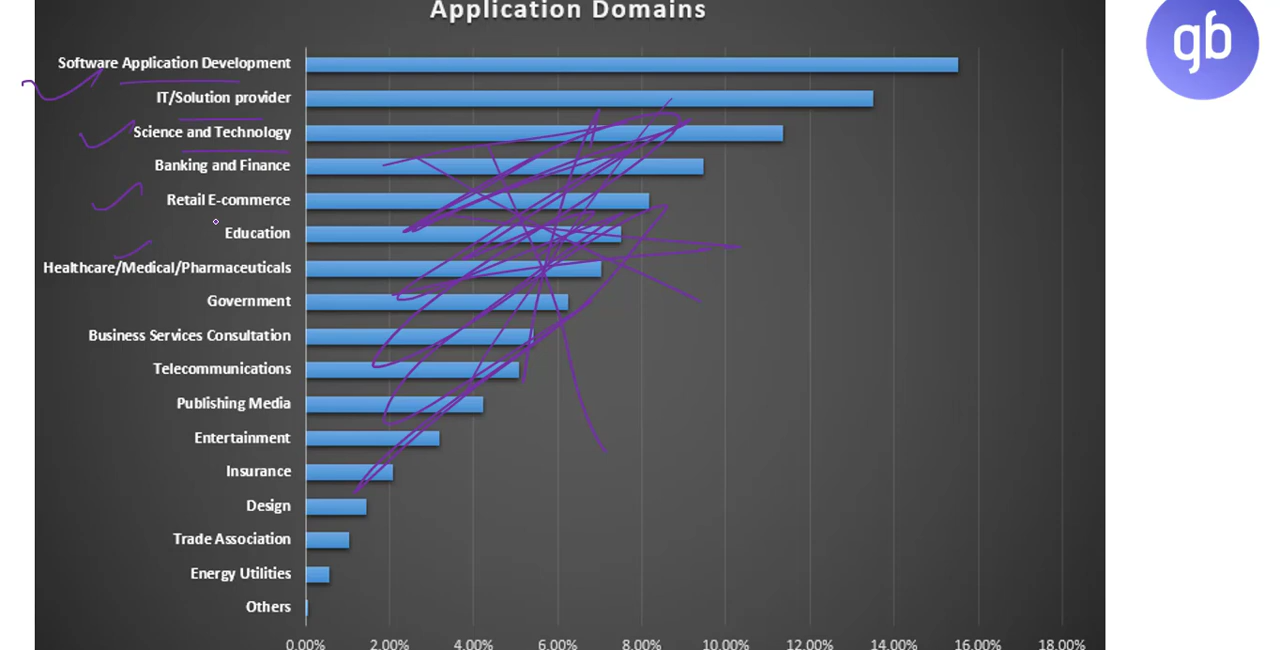 Application Domains
gb
Software Application Development
IT/Solution provider
Science and Technology
Banking and Finance
Retail E-commerce
Education
Healthcare/Medical/Pharmaceuticals
Government
Business Services Consultation
Telecommunications
Publishing Media
Entertainment
Insurance
Design
Trade Association
Energy Utilities
Others
0.00% 2.00% 4.00% 6.00% 8.00% 10.00% 12.00% 14.00% 16.00% 18.00%